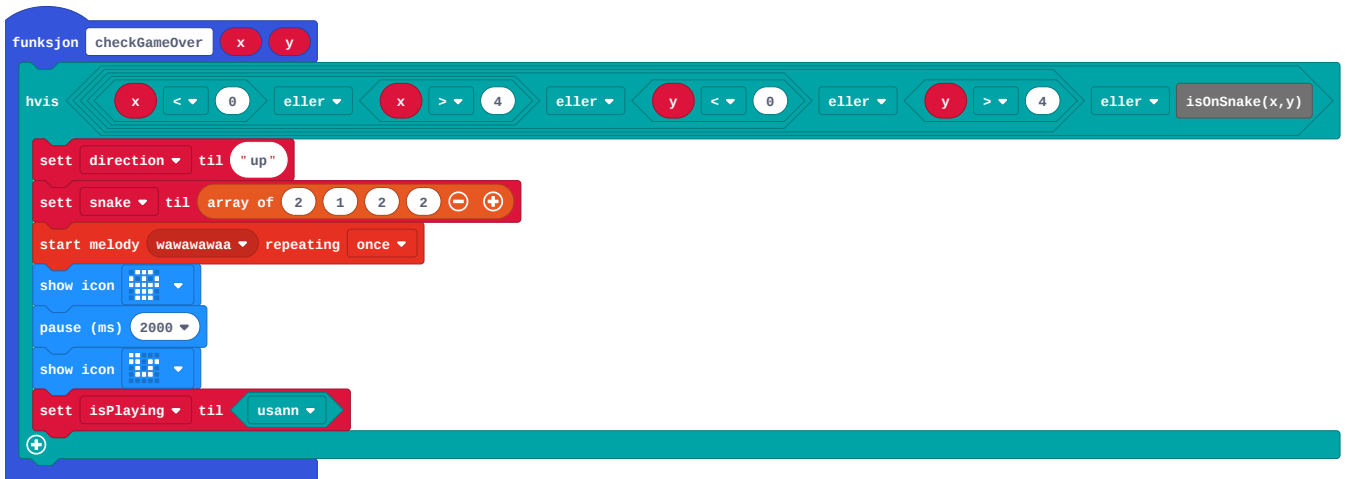 funksjon checkGameOver x y
hvis x < 0 eller x > 4 eller y < 0 eller y > 4 eller isOnSnake(x,y)
sett direction til "up"
sett snake til array of 2 1 2 2
start melody wawawawaa repeating once
show icon
pause (ms) 2000
show icon
sett isPlaying til usann